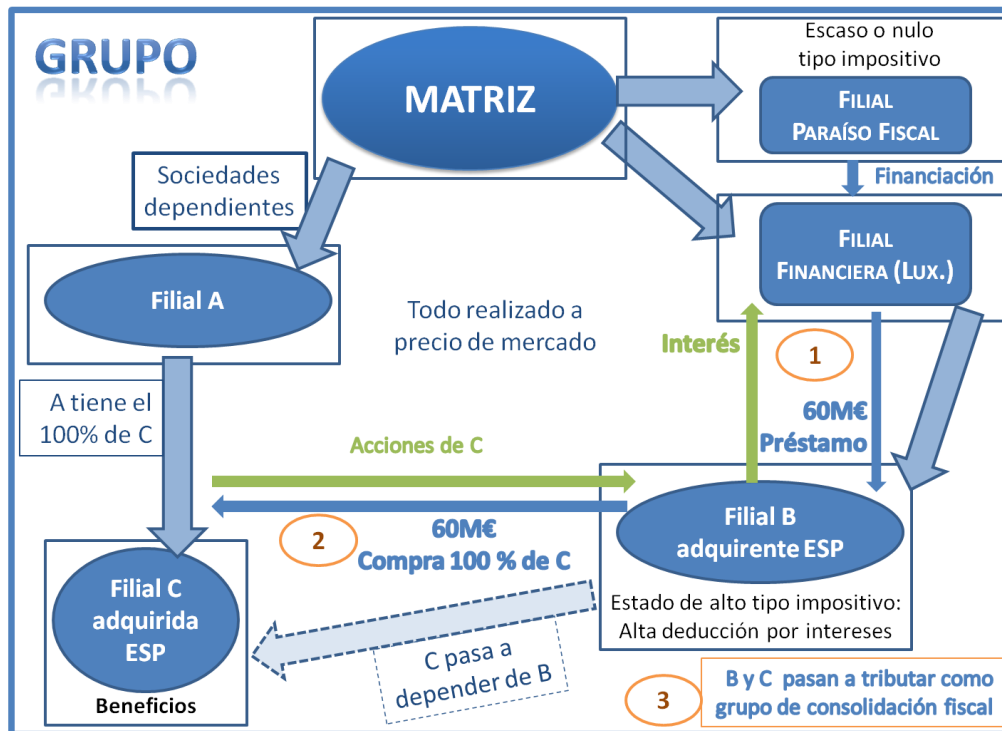 GRUPO
MATRIZ
Escaso o nulo
tipo impositivo
FILIAL
PARAÍSO FISCAL
Financiación
Sociedades
dependientes
FILIAL
FINANCIERA (LUX.)
Filial A
Todo realizado a
precio de mercado
Interés
1
A tiene el
100% de C
60M€
Préstamo
Acciones de C
2
60M€
Compra 100 % de C
Filial B
adquirente ESP
Filial C
adquirida
ESP
Beneficios
Estado de alto tipo impositivo:
Alta deducción por intereses
C pasa a
depender de B
3
B y C pasan a tributar como
grupo de consolidación fiscal